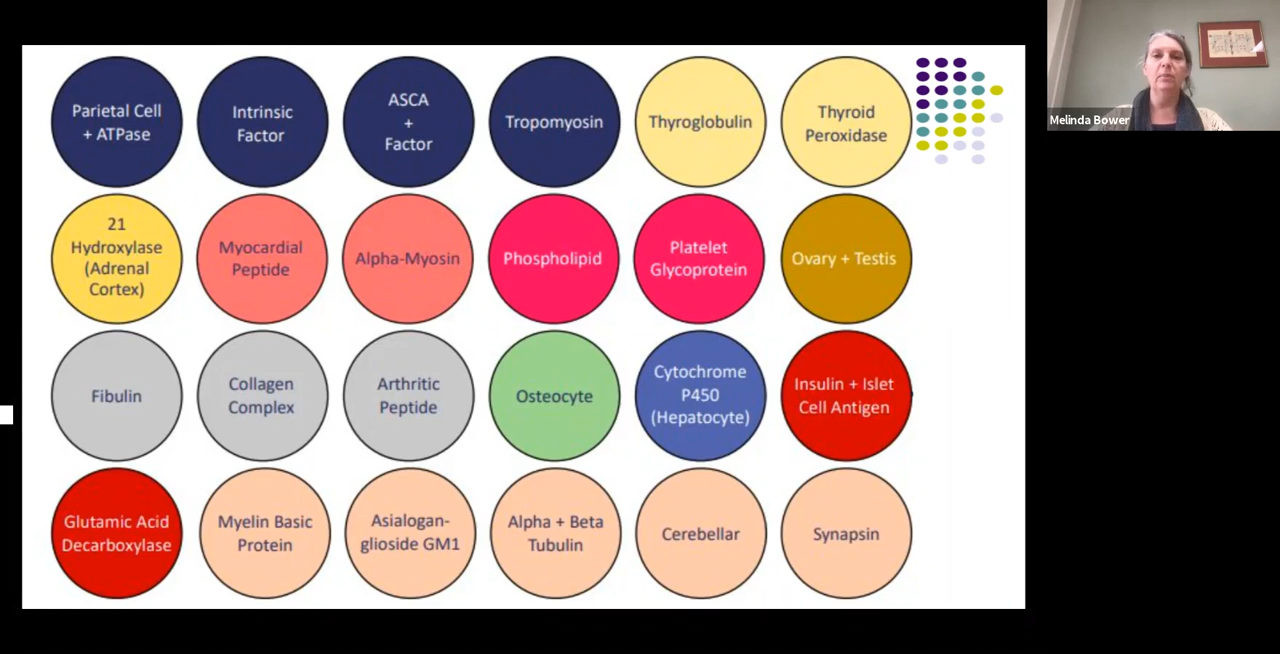 Parietal Cell
+ ATPase
Intrinsic
Factor
ASCA
+
Factor
Tropomyosin
Thyroglobulin
Thyroid
Peroxidase
21
Hydroxylase
(Adrenal
Cortex)
Myocardial
Peptide
Alpha-Myosin
Phospholipid
Platelet
Glycoprotein
Ovary + Testis
Fibulin
Collagen
Complex
Arthritic
Peptide
Osteocyte
Cytochrome
P450
(Hepatocyte)
Insulin + Islet
Cell Antigen
Glutamic Acid
Decarboxylase
Myelin Basic
Protein
Asialogan-
glioside GM1
Alpha + Beta
Tubulin
Cerebellar
Synapsin
Melinda Bower